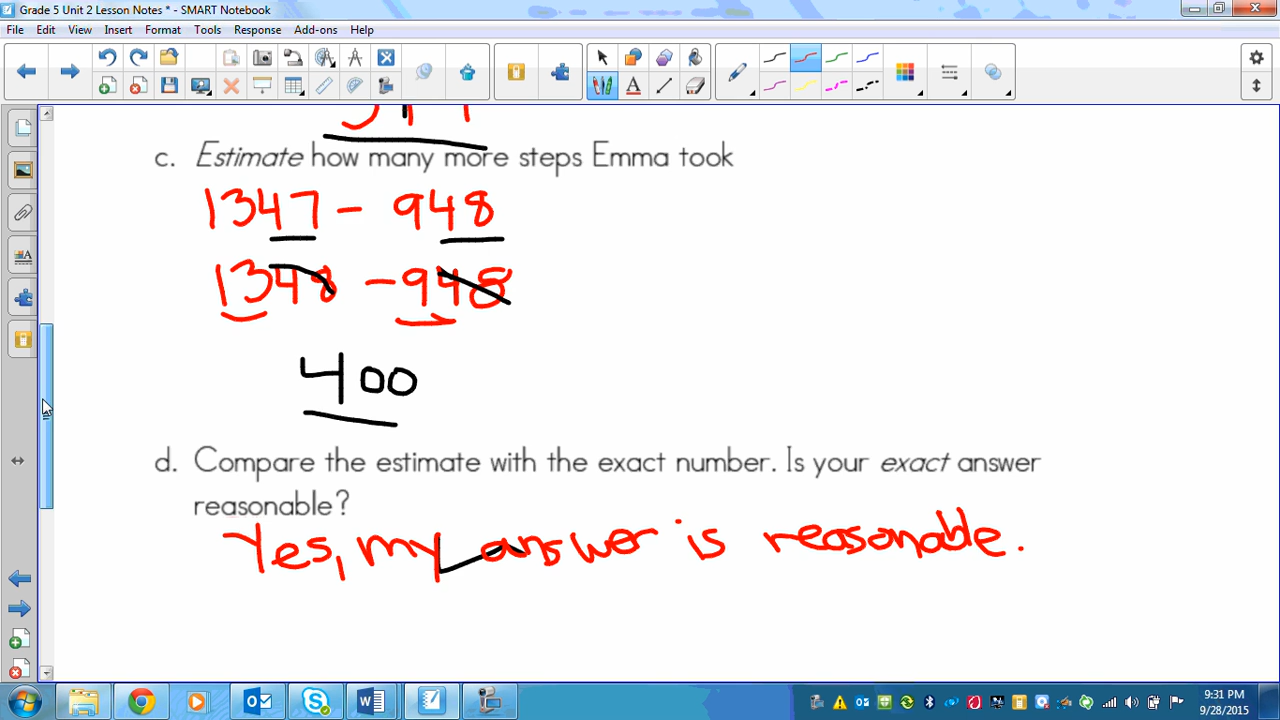 Grade 5 Unit 2 Lesson Notes * - SMART Notebook
File Edit View Insert Format Tools Response Add-ons Help
c. Estimate how many more steps Emma took
1347 - 948
1348 - 948
400
d. Compare the estimate with the exact number. Is your exact answer
reasonable?
Yes, my answer is reasonable.
9:31 PM
9/28/2015